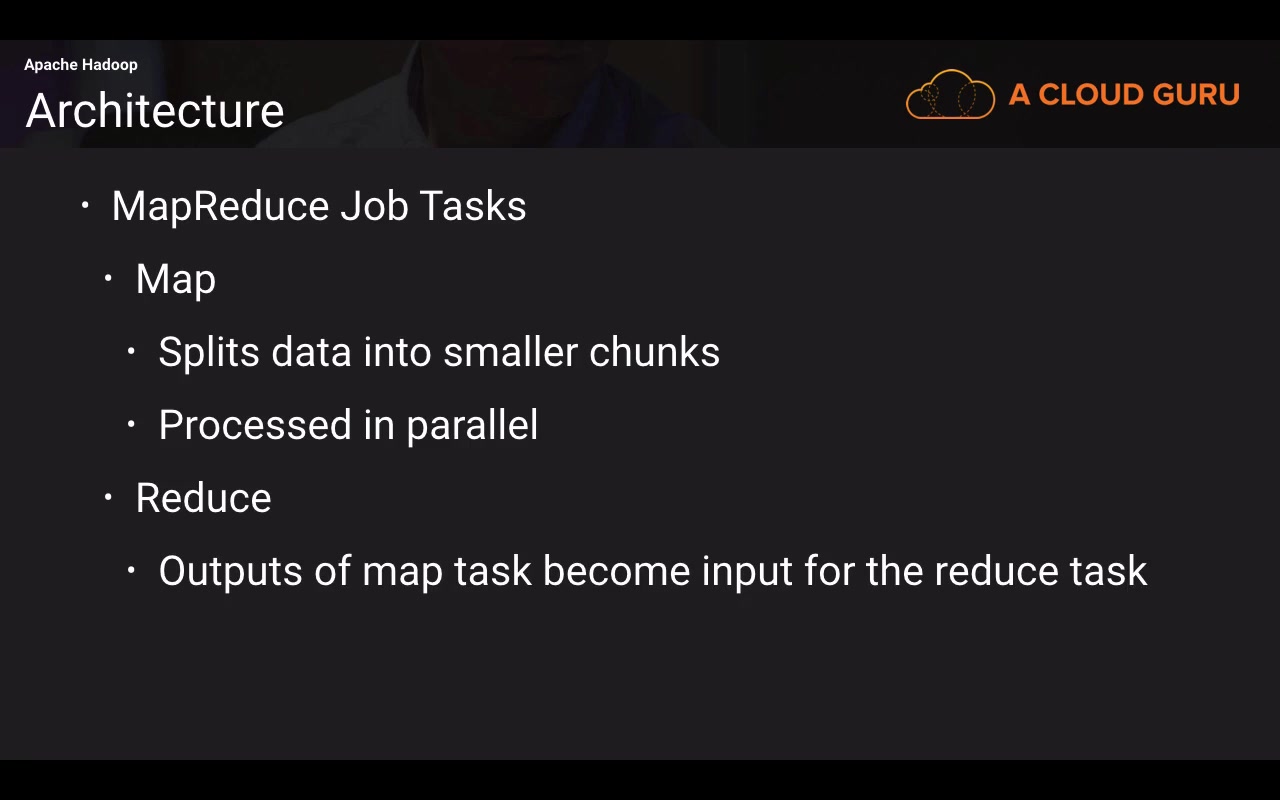 Apache Hadoop
Architecture
A CLOUD GURU
• MapReduce Job Tasks
• Map
• Splits data into smaller chunks
• Processed in parallel
• Reduce
• Outputs of map task become input for the reduce task